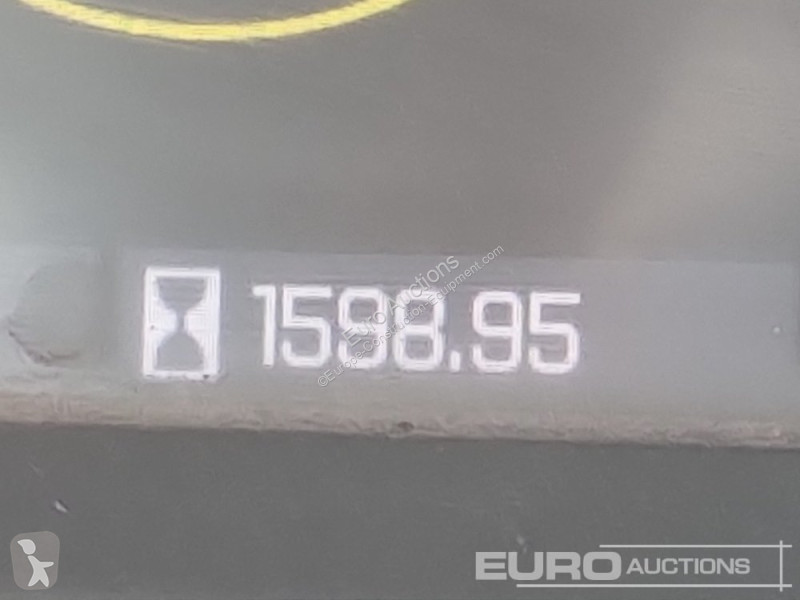 1598.95
EURO Auctions
©Europe-Construction-Equipment.com
EURO AUCTIONS